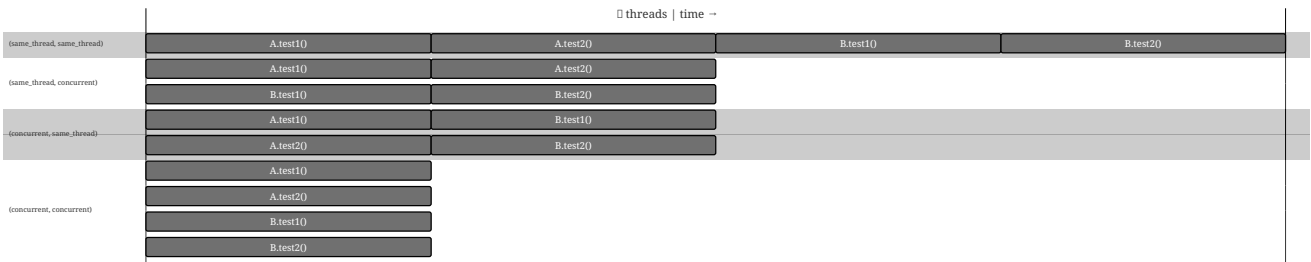 threads | time →
(same_thread, same_thread) A.test1() A.test2() B.test1() B.test2()
A.test1() A.test2()
(same_thread, concurrent)
B.test1() B.test2()
A.test1() B.test1()
(concurrent, same_thread)
A.test2() B.test2()
A.test1()
A.test2()
(concurrent, concurrent)
B.test1()
B.test2()